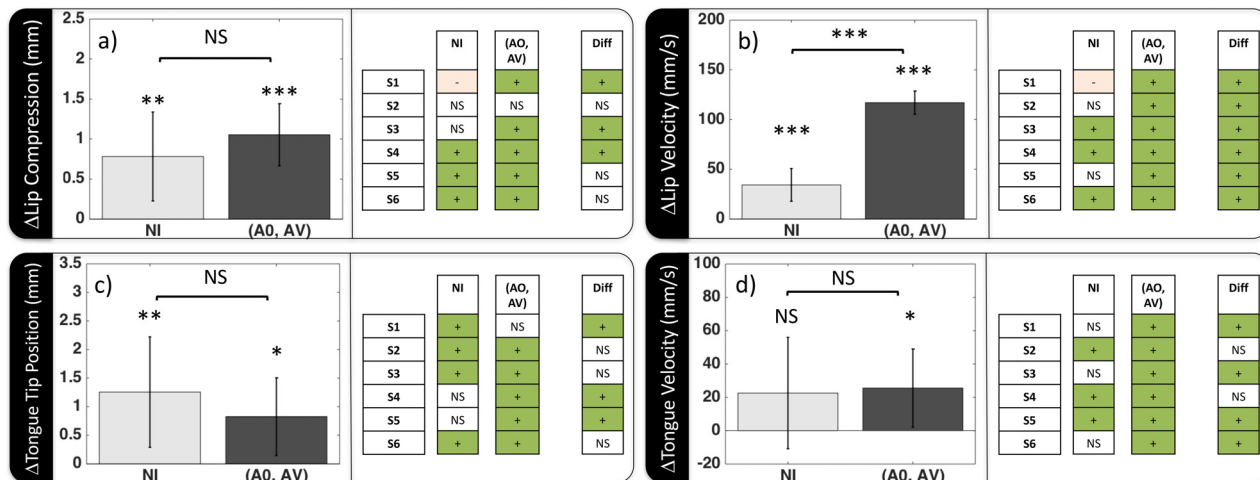 ΔLip Compression (mm)
a)
2.5
2
1.5
1
0.5
0
NS
**
***
NI
(A0, AV)
NI
(AO, AV)
Diff
S1 - + +
S2 NS NS NS
S3 NS + +
S4 + + +
S5 + + NS
S6 + + NS
ΔLip Velocity (mm/s)
b)
200
150
100
50
0
***
***
***
NI
(A0, AV)
NI
(AO, AV)
Diff
S1 - + +
S2 NS + +
S3 + + +
S4 + + +
S5 NS + +
S6 + + +
ΔTongue Tip Position (mm)
c)
3.5
3
2.5
2
1.5
1
0.5
0
NS
**
*
NI
(A0, AV)
NI
(AO, AV)
Diff
S1 + NS +
S2 + + NS
S3 + + NS
S4 NS + +
S5 NS + +
S6 + + NS
ΔTongue Velocity (mm/s)
d)
100
80
60
40
20
0
-20
NS
NS
*
NI
(A0, AV)
NI
(AO, AV)
Diff
S1 NS + +
S2 + + NS
S3 NS + +
S4 + + NS
S5 + + +
S6 NS + +